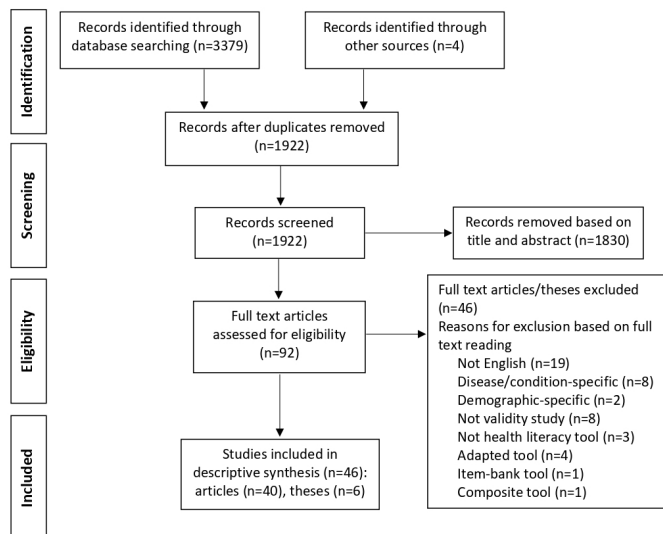 Identification
Records identified through
database searching (n=3379)
Records identified through
other sources (n=4)
Records after duplicates removed
(n=1922)
Screening
Records screened
(n=1922)
Records removed based on
title and abstract (n=1830)
Eligibility
Full text articles
assessed for eligibility
(n=92)
Full text articles/theses excluded
(n=46)
Reasons for exclusion based on full
text reading
Not English (n=19)
Disease/condition-specific (n=8)
Demographic-specific (n=2)
Not validity study (n=8)
Not health literacy tool (n=3)
Adapted tool (n=4)
Item-bank tool (n=1)
Composite tool (n=1)
Included
Studies included in
descriptive synthesis (n=46):
articles (n=40), theses (n=6)